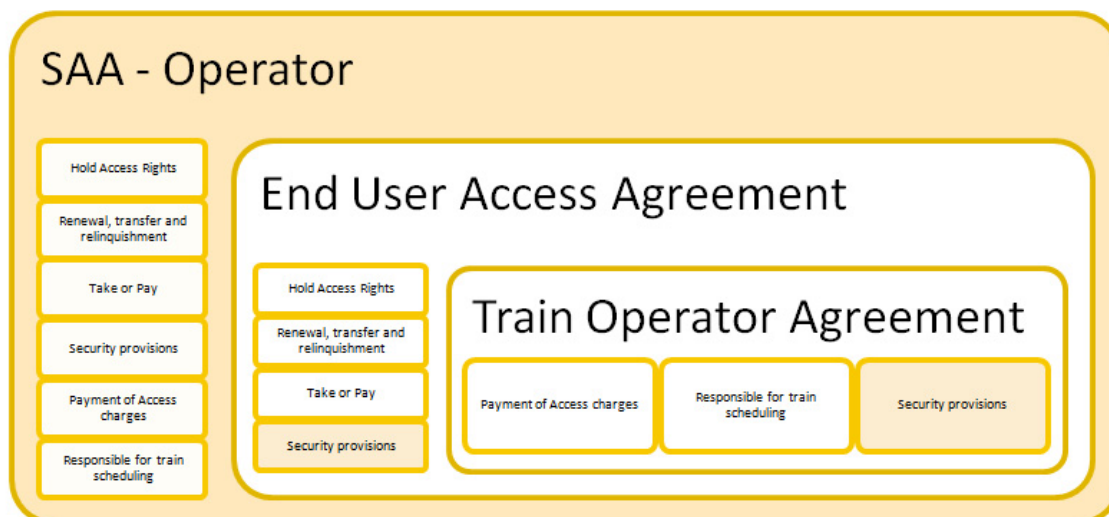 SAA - Operator
Hold Access Rights
Renewal, transfer and
relinquishment
Take or Pay
Security provisions
Payment of Access
charges
Responsible for train
scheduling
End User Access Agreement
Hold Access Rights
Renewal, transfer and
relinquishment
Take or Pay
Security provisions
Train Operator Agreement
Payment of Access charges
Responsible for train
scheduling
Security provisions